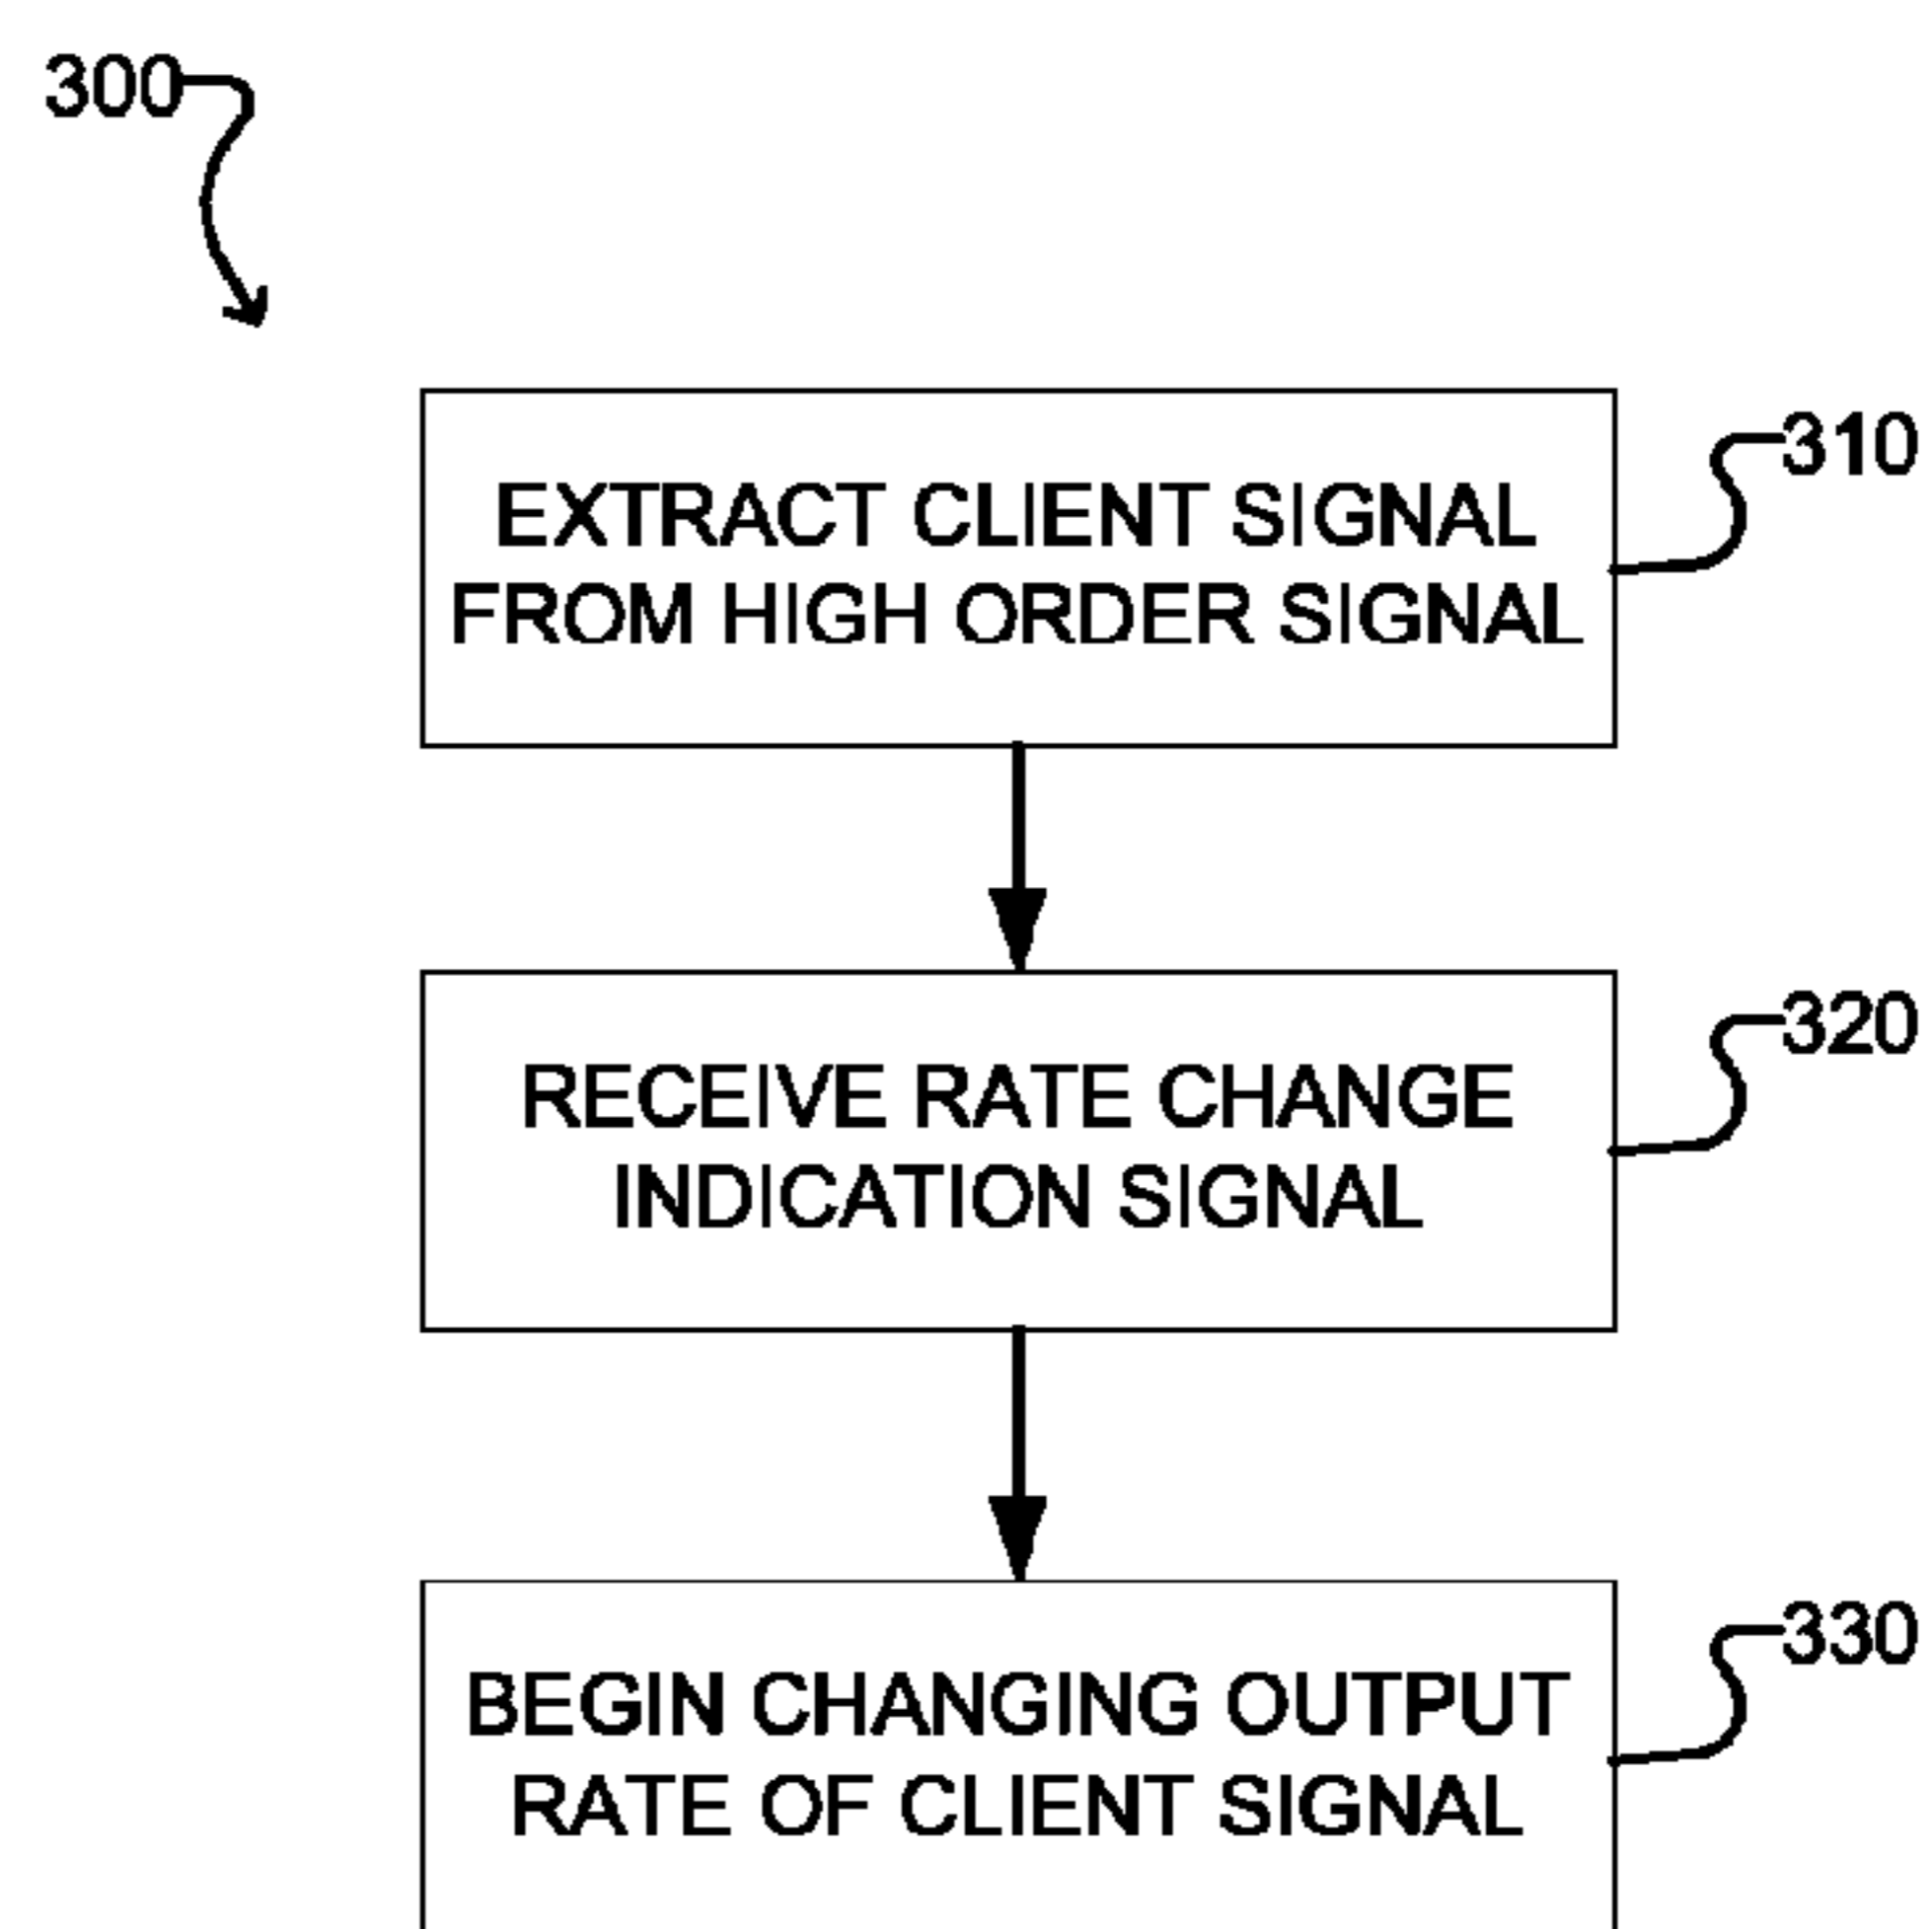 300
310
EXTRACT CLIENT SIGNAL
FROM HIGH ORDER SIGNAL
320
RECEIVE RATE CHANGE
INDICATION SIGNAL
330
BEGIN CHANGING OUTPUT
RATE OF CLIENT SIGNAL